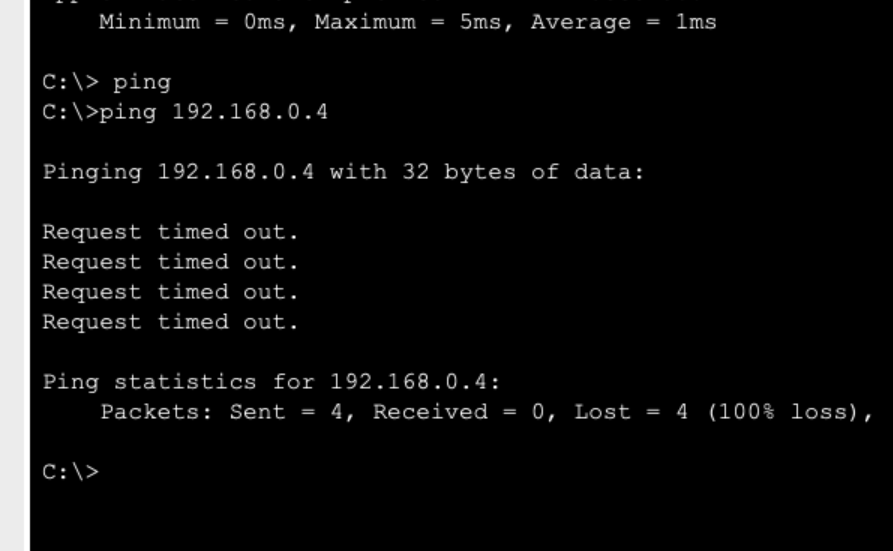 Minimum = 0ms, Maximum = 5ms, Average = 1ms
C:\> ping
C:\>ping 192.168.0.4
Pinging 192.168.0.4 with 32 bytes of data:
Request timed out.
Request timed out.
Request timed out.
Request timed out.
Ping statistics for 192.168.0.4:
Packets: Sent = 4, Received = 0, Lost = 4 (100% loss),
C:\>